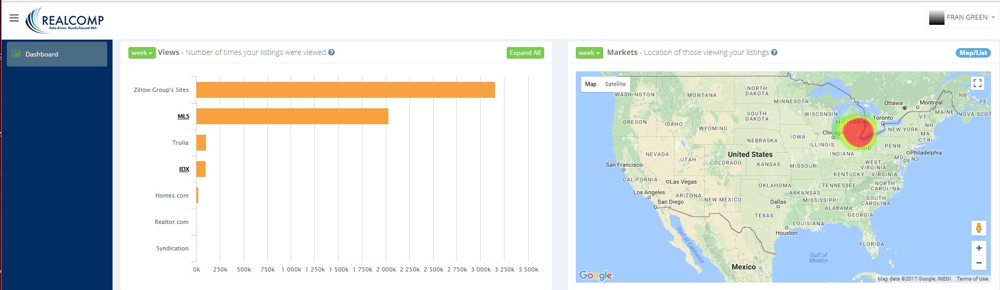 REALCOMP
Data-driven, Results-focused MLS
FRAN GREEN
Dashboard
week Views - Number of times your listings were viewed ?
Expand All
Zillow Group's Sites
MLS
Trulia
IDX
Homes.com
Realtor.com
Syndication
0k 250k 500k 750k 1 000k 1 250k 1 500k 1 750k 2 000k 2 250k 2 500k 2 750k 3 000k 3 250k 3 500k
week Markets - Location of those viewing your listings ?
Map/List
Map Satellite
WASHINGTON
MONTANA
NORTH DAKOTA
MINNESOTA
Ottawa
Montreal
NB
PE
OREGON
IDAHO
WYOMING
SOUTH DAKOTA
WISCONSIN
MICHIGAN
Toronto
VT
MAINE
NOVA SCOT
NH
NEW YORK
MA
CT RI
Chicago
IOWA
NEBRASKA
ILLINOIS
INDIANA
OHIO
PENN
Philadelphia
MD
DE
NJ
NEVADA
UTAH
COLORADO
United States
KANSAS
MISSOURI
WEST VIRGINIA
KENTUCKY
VIRGINIA
San Francisco
CALIFORNIA
Las Vegas
Los Angeles
San Diego
ARIZONA
NEW MEXICO
OKLAHOMA
ARKANSAS
TENNESSEE
NORTH CAROLINA
SOUTH CAROLINA
MISSISSIPPI
ALABAMA
GEORGIA
Dallas
TEXAS
LOUISIANA
Houston
FLORIDA
Gulf of California
Gulf of Mexico
Mexico
Google
Map data ©2017 Google, INEGI Terms of Use